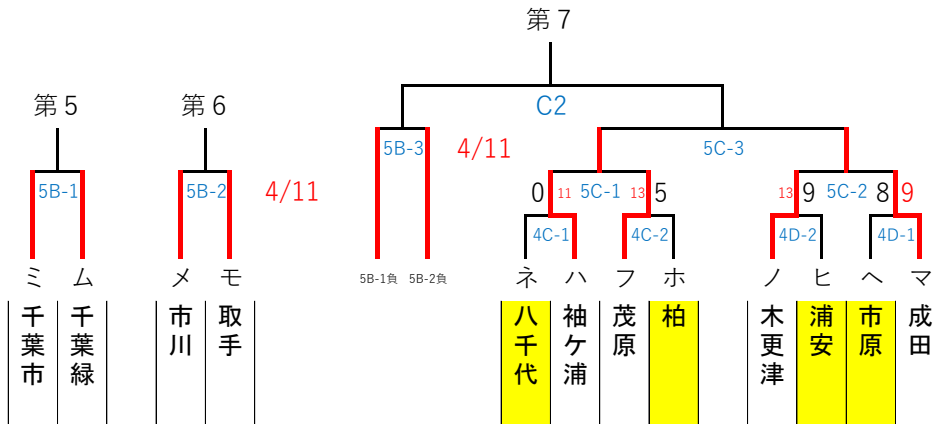 第7
第5
第6
C2
5B-1
5B-2
4/11
5B-3
4/11
5C-3
0
11
5C-1
13
5
13
9
5C-2
8
9
4C-1
4C-2
4D-2
4D-1
ミ
ム
メ
モ
5B-1負
5B-2負
ネ
ハ
フ
ホ
ノ
ヒ
ヘ
マ
千葉市
千葉緑
市川
取手
八千代
袖ケ浦
茂原
柏
木更津
浦安
市原
成田